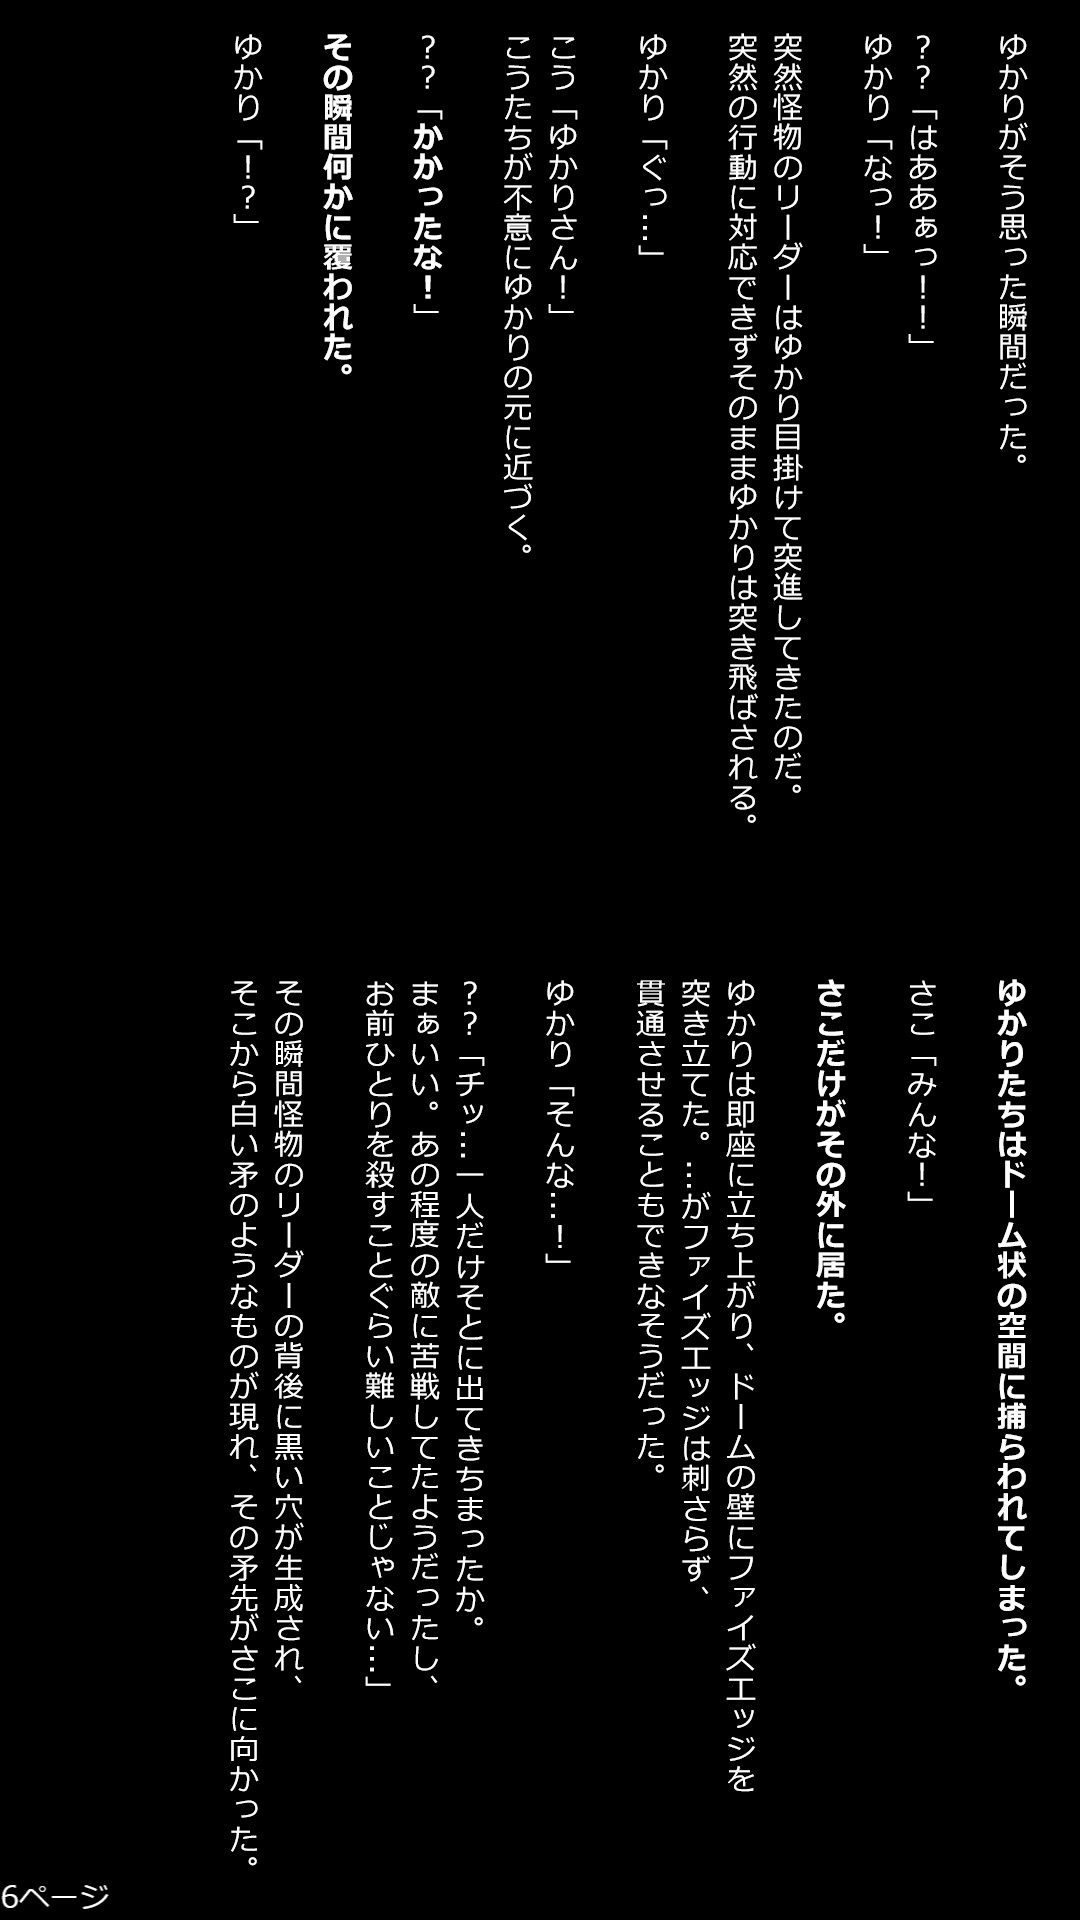 ゆかりがそう思った瞬間だった。
??「はああぁっ!!」
ゆかり「なっ!」
突然怪物のリーダーはゆかり目掛けて突進してきたのだ。
突然の行動に対応できずそのままゆかりは突き飛ばされる。
ゆかり「ぐっ…」
こう「ゆかりさん!」
こうたちが不意にゆかりの元に近づく。
??「かかったな!」
その瞬間何かに覆われた。
ゆかり「!?」
ゆかりたちはドーム状の空間に捕らわれてしまった。
さこ「みんな!」
さこだけがその外に居た。
ゆかりは即座に立ち上がり、ドームの壁にファイズエッジを
突き立てた。…がファイズエッジは刺さらず、
貫通させることもできなそうだった。
ゆかり「そんな…!」
??「チッ…一人だけそとに出てきちまったか。
まぁいい。あの程度の敵に苦戦してたようだったし、
お前ひとりを殺すことぐらい難しいことじゃない…」
その瞬間怪物のリーダーの背後に黒い穴が生成され、
そこから白い矛のようなものが現れ、その矛先がさこに向かった。
6ページ